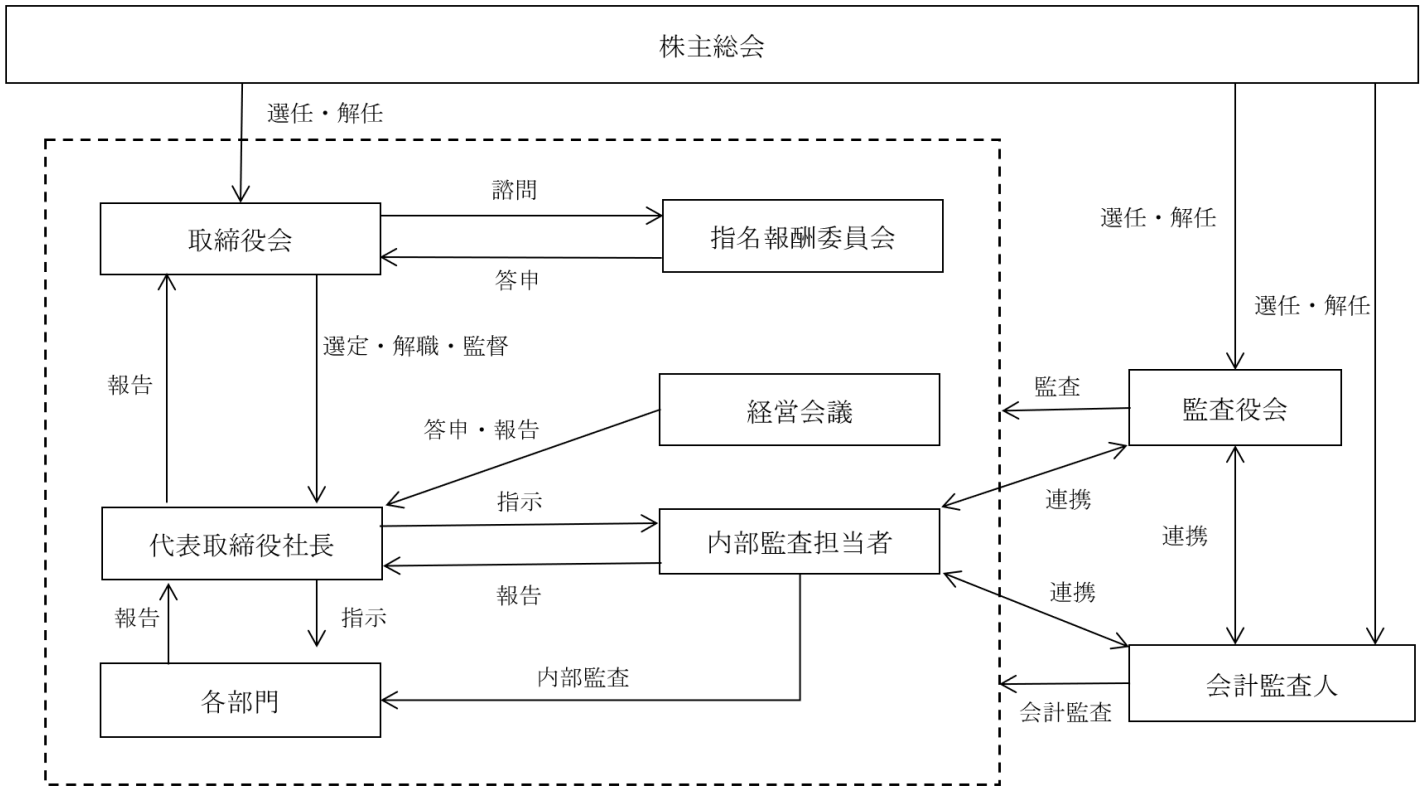 株主総会
選任・解任
諮問
取締役会
指名報酬委員会
選任・解任
答申
選任・解任
選定・解職・監督
報告
監査
経営会議
監査役会
答申・報告
指示
連携
代表取締役社長
内部監査担当者
連携
報告
連携
報告
指示
内部監査
各部門
会計監査人
会計監査